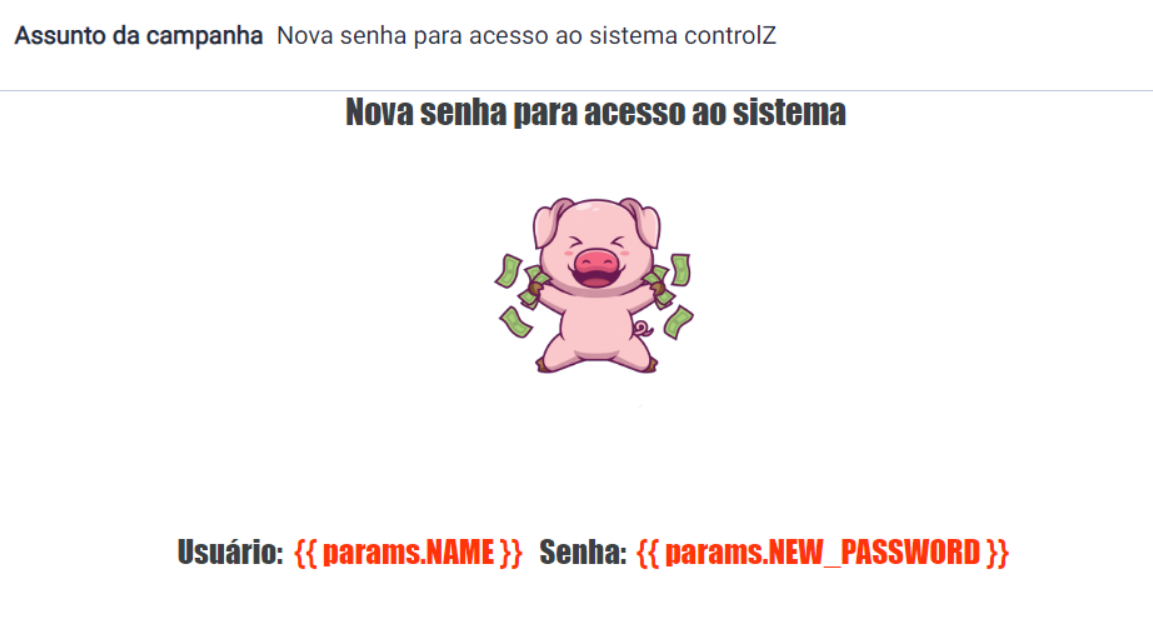 Assunto da campanha Nova senha para acesso ao sistema controlZ
Nova senha para acesso ao sistema
Usuário: {{ params.NAME }} Senha: {{ params.NEW_PASSWORD }}